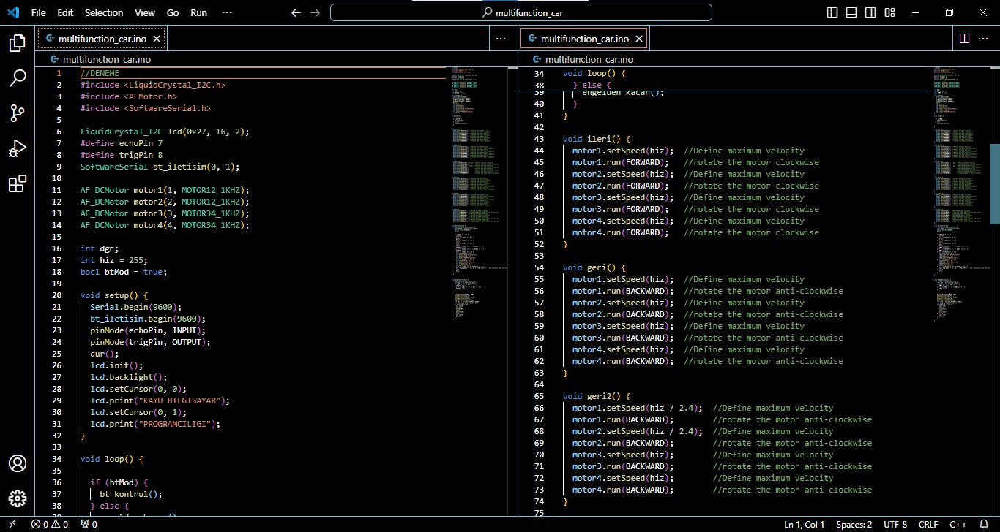 File Edit Selection View Go Run ···
multifunction_car
multifunction_car.ino
multifunction_car.ino
1 //DENEME
2 #include <LiquidCrystal_I2C.h>
3 #include <AFMotor.h>
4 #include <SoftwareSerial.h>
5
6 LiquidCrystal_I2C lcd(0x27, 16, 2);
7 #define echoPin 7
8 #define trigPin 8
9 SoftwareSerial bt_iletisim(0, 1);
10
11 AF_DCMotor motor1(1, MOTOR12_1KHZ);
12 AF_DCMotor motor2(2, MOTOR12_1KHZ);
13 AF_DCMotor motor3(3, MOTOR34_1KHZ);
14 AF_DCMotor motor4(4, MOTOR34_1KHZ);
15
16 int dgr;
17 int hiz = 255;
18 bool btMod = true;
19
20 void setup() {
21 Serial.begin(9600);
22 bt_iletisim.begin(9600);
23 pinMode(echoPin, INPUT);
24 pinMode(trigPin, OUTPUT);
25 dur();
26 lcd.init();
27 lcd.backlight();
28 lcd.setCursor(0, 0);
29 lcd.print("KAYU BILGISAYAR");
30 lcd.setCursor(0, 1);
31 lcd.print("PROGRAMCILIGI");
32 }
33
34 void loop() {
35
36 if (btMod) {
37 bt_kontrol();
38 } else {
multifunction_car.ino
multifunction_car.ino
34 void loop() {
38 } else {
39 engelden_kacan();
40 }
41 }
42
43 void ileri() {
44 motor1.setSpeed(hiz); //Define maximum velocity
45 motor1.run(FORWARD); //rotate the motor clockwise
46 motor2.setSpeed(hiz); //Define maximum velocity
47 motor2.run(FORWARD); //rotate the motor clockwise
48 motor3.setSpeed(hiz); //Define maximum velocity
49 motor3.run(FORWARD); //rotate the motor clockwise
50 motor4.setSpeed(hiz); //Define maximum velocity
51 motor4.run(FORWARD); //rotate the motor clockwise
52 }
53
54 void geri() {
55 motor1.setSpeed(hiz); //Define maximum velocity
56 motor1.run(BACKWARD); //rotate the motor anti-clockwise
57 motor2.setSpeed(hiz); //Define maximum velocity
58 motor2.run(BACKWARD); //rotate the motor anti-clockwise
59 motor3.setSpeed(hiz); //Define maximum velocity
60 motor3.run(BACKWARD); //rotate the motor anti-clockwise
61 motor4.setSpeed(hiz); //Define maximum velocity
62 motor4.run(BACKWARD); //rotate the motor anti-clockwise
63 }
64
65 void geri2() {
66 motor1.setSpeed(hiz / 2.4); //Define maximum velocity
67 motor1.run(BACKWARD); //rotate the motor anti-clockwise
68 motor2.setSpeed(hiz / 2.4); //Define maximum velocity
69 motor2.run(BACKWARD); //rotate the motor anti-clockwise
70 motor3.setSpeed(hiz); //Define maximum velocity
71 motor3.run(BACKWARD); //rotate the motor anti-clockwise
72 motor4.setSpeed(hiz); //Define maximum velocity
73 motor4.run(BACKWARD); //rotate the motor anti-clockwise
74 }
75
0 0 0
Ln 1, Col 1 Spaces: 2 UTF-8 CRLF C++